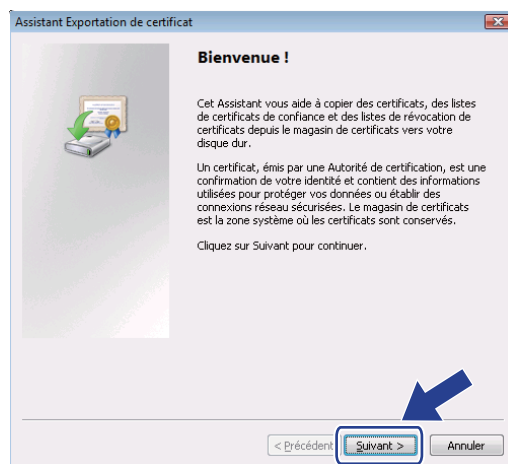 Assistant Exportation de certificat
Bienvenue !
Cet Assistant vous aide à copier des certificats, des listes
de certificats de confiance et des listes de révocation de
certificats depuis le magasin de certificats vers votre
disque dur.
Un certificat, émis par une Autorité de certification, est une
confirmation de votre identité et contient des informations
utilisées pour protéger vos données ou établir des
connexions réseau sécurisées. Le magasin de certificats
est la zone système où les certificats sont conservés.
Cliquez sur Suivant pour continuer.
< Précédent Suivant > Annuler